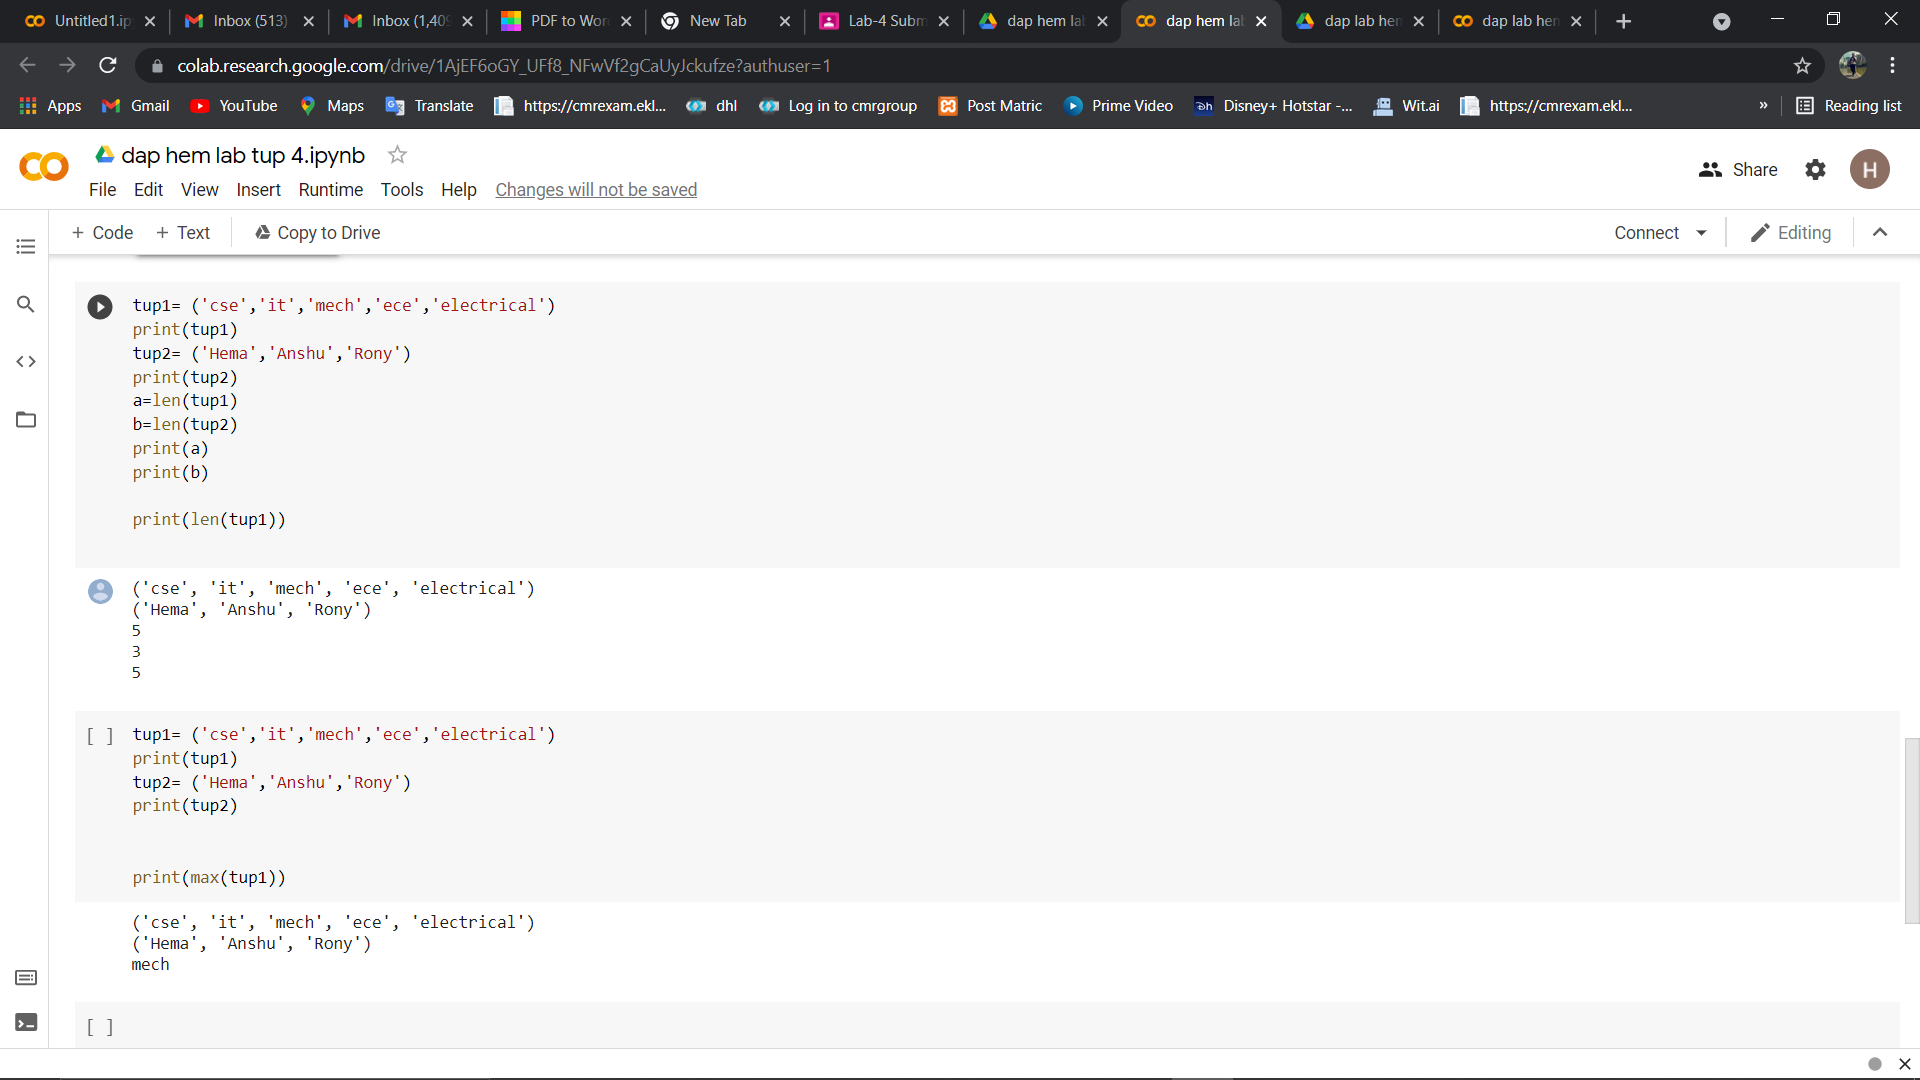 Untitled1.ip
Inbox (513)
Inbox (1,409
PDF to Wor
New Tab
Lab-4 Subm
dap hem la
dap hem la
dap lab hem
dap lab hem
colab.research.google.com/drive/1AjEF6oGY_UFf8_NFwVf2gCaUyJckufze?authuser=1
Apps Gmail YouTube Maps Translate https://cmrexam.ekl... dhl Log in to cmrgroup Post Matric Prime Video Disney+ Hotstar -... Wit.ai https://cmrexam.ekl... » Reading list
dap hem lab tup 4.ipynb
Share
H
File Edit View Insert Runtime Tools Help Changes will not be saved
+ Code + Text Copy to Drive Connect Editing
tup1= ('cse','it','mech','ece','electrical')
print(tup1)
tup2= ('Hema','Anshu','Rony')
print(tup2)
a=len(tup1)
b=len(tup2)
print(a)
print(b)
print(len(tup1))
('cse', 'it', 'mech', 'ece', 'electrical')
('Hema', 'Anshu', 'Rony')
5
3
5
[ ] tup1= ('cse','it','mech','ece','electrical')
print(tup1)
tup2= ('Hema','Anshu','Rony')
print(tup2)
print(max(tup1))
('cse', 'it', 'mech', 'ece', 'electrical')
('Hema', 'Anshu', 'Rony')
mech
[ ]